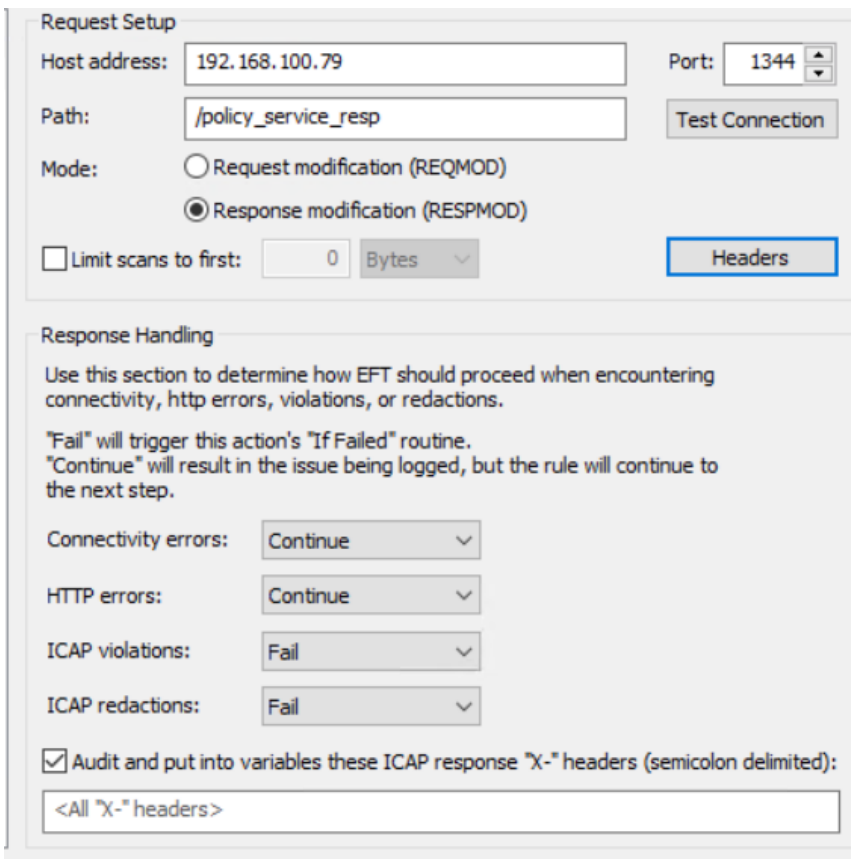 Request Setup
Host address: 192.168.100.79 Port: 1344
Path: /policy_service_resp Test Connection
Mode: Request modification (REQMOD)
Response modification (RESPMOD)
Limit scans to first: 0 Bytes Headers
Response Handling
Use this section to determine how EFT should proceed when encountering
connectivity, http errors, violations, or redactions.
"Fail" will trigger this action's "If Failed" routine.
"Continue" will result in the issue being logged, but the rule will continue to
the next step.
Connectivity errors: Continue
HTTP errors: Continue
ICAP violations: Fail
ICAP redactions: Fail
Audit and put into variables these ICAP response "X-" headers (semicolon delimited):
<All "X-" headers>